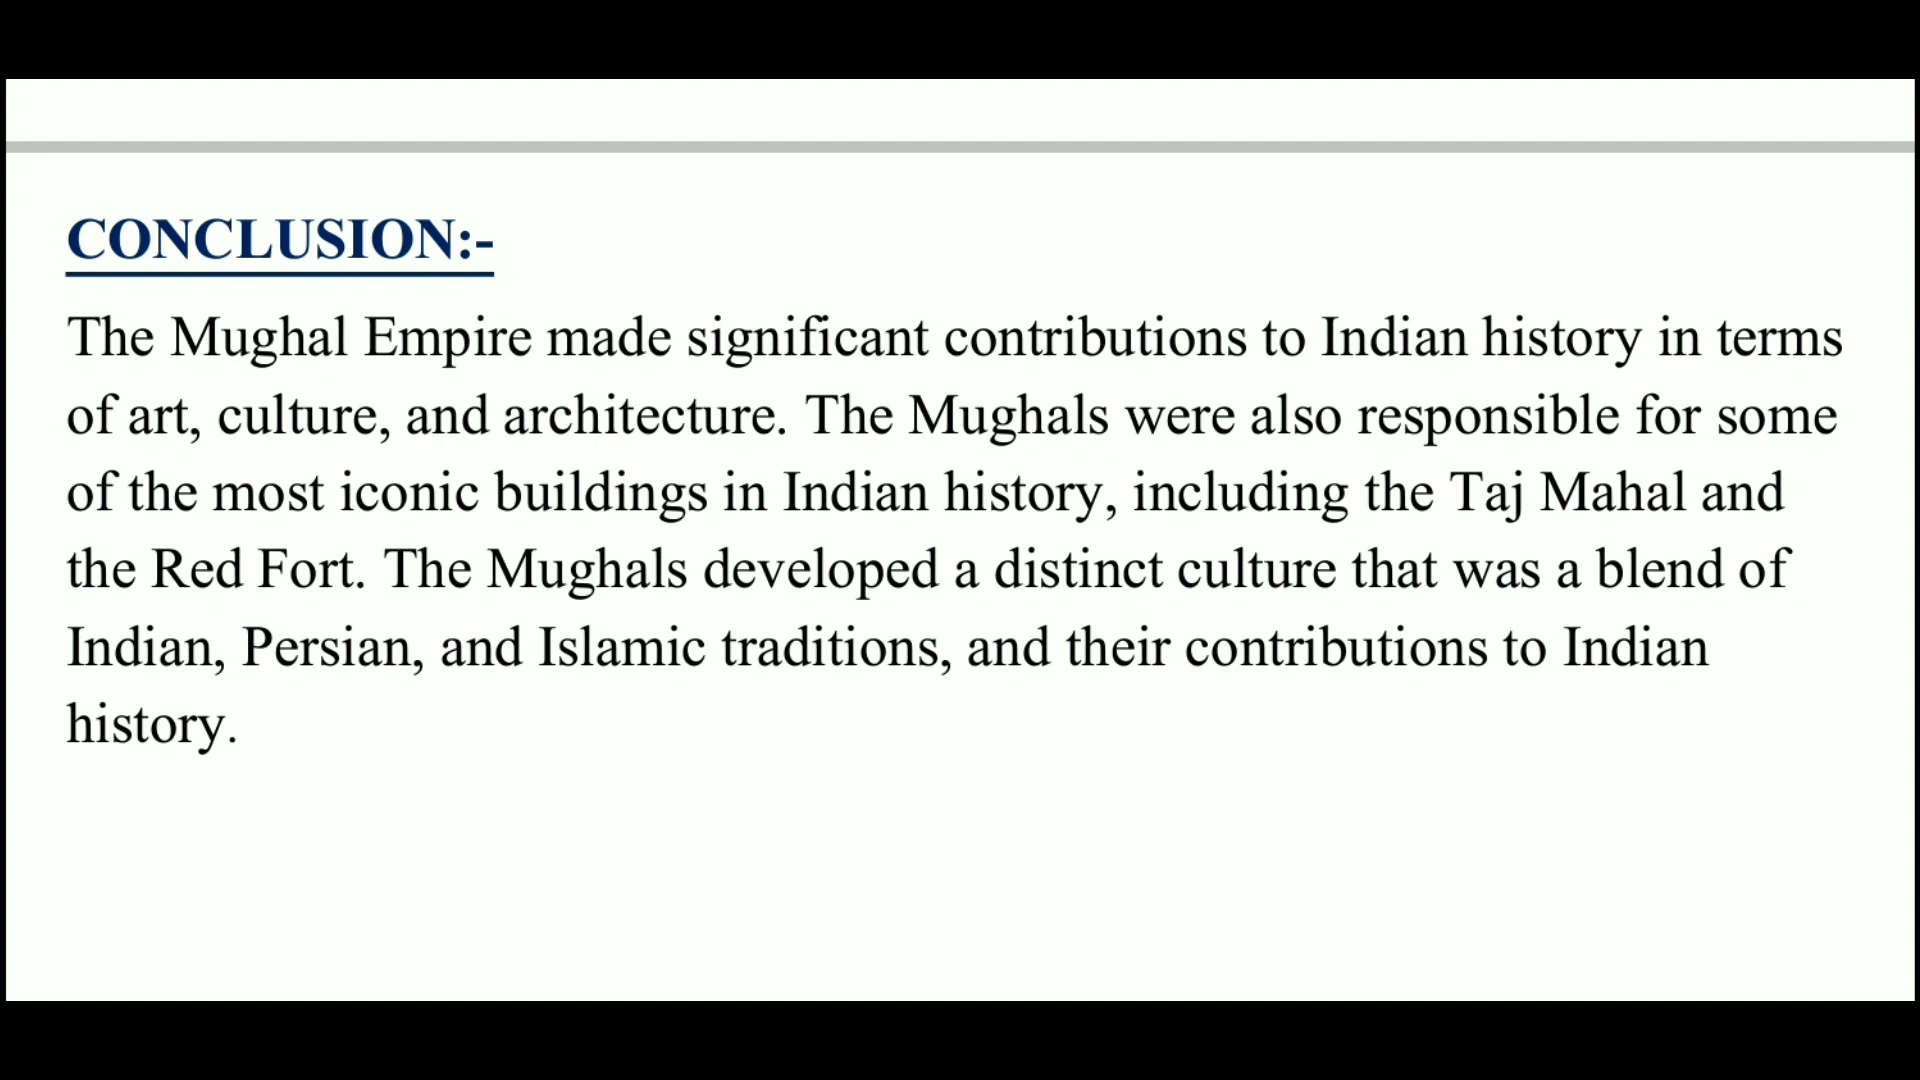 CONCLUSION:-
The Mughal Empire made significant contributions to Indian history in terms
of art, culture, and architecture. The Mughals were also responsible for some
of the most iconic buildings in Indian history, including the Taj Mahal and
the Red Fort. The Mughals developed a distinct culture that was a blend of
Indian, Persian, and Islamic traditions, and their contributions to Indian
history.